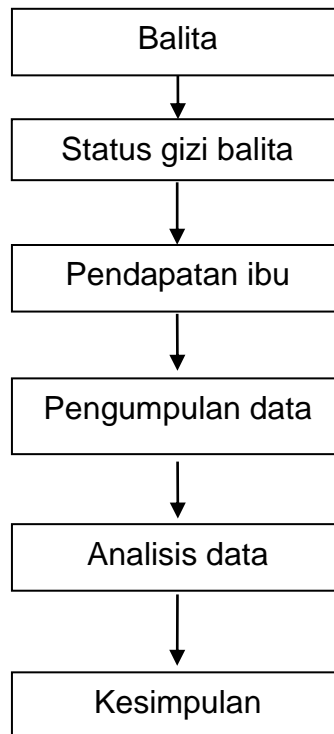 Balita
Status gizi balita
Pendapatan ibu
Pengumpulan data
Analisis data
Kesimpulan